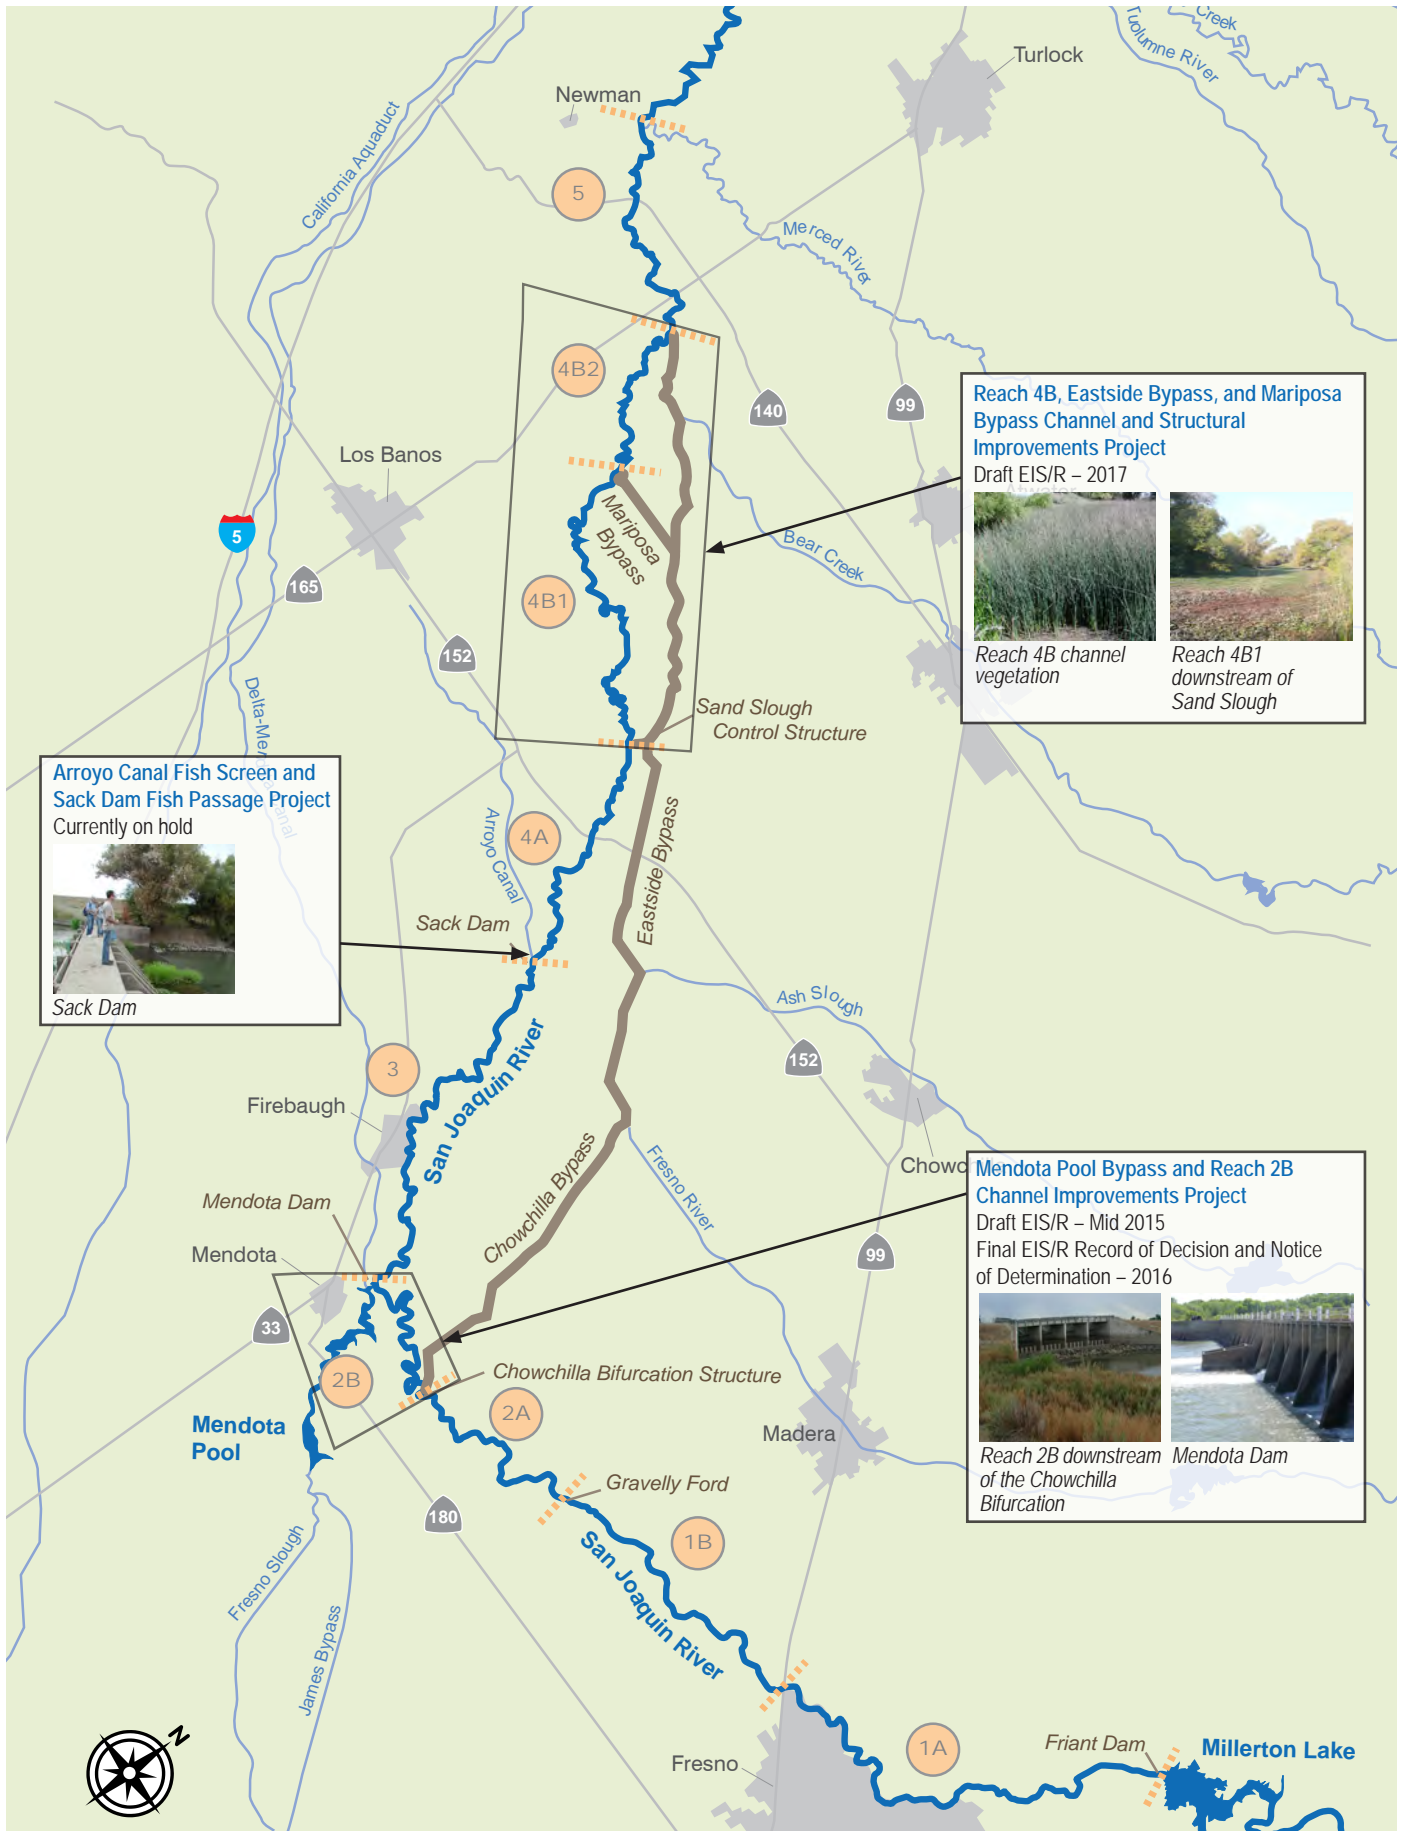 Turlock
Newman
Creek
Tuolumne River
California Aquaduct
5
Merced River
4B2
140
99
Reach 4B, Eastside Bypass, and Mariposa
Bypass Channel and Structural
Improvements Project
Draft EIS/R – 2017
Atwater
Reach 4B channel
vegetation
Reach 4B1
downstream of
Sand Slough
Los Banos
5
165
Mariposa
Bypass
Bear Creek
4B1
152
Sand Slough
Control Structure
Delta-Mendota Canal
Arroyo Canal Fish Screen and
Sack Dam Fish Passage Project
Currently on hold
Sack Dam
Arroyo Canal
4A
Eastside Bypass
Sack Dam
Ash Slough
152
3
Firebaugh
San Joaquin River
Chowchilla Bypass
Fresno River
Chowc
Mendota Pool Bypass and Reach 2B
Channel Improvements Project
Draft EIS/R – Mid 2015
Final EIS/R Record of Decision and Notice
of Determination – 2016
Reach 2B downstream
of the Chowchilla
Bifurcation
Mendota Dam
Mendota Dam
Mendota
99
33
2B
Chowchilla Bifurcation Structure
2A
Mendota
Pool
Madera
Gravelly Ford
180
1B
San Joaquin River
Fresno Slough
James Bypass
N
Fresno
1A
Friant Dam
Millerton Lake